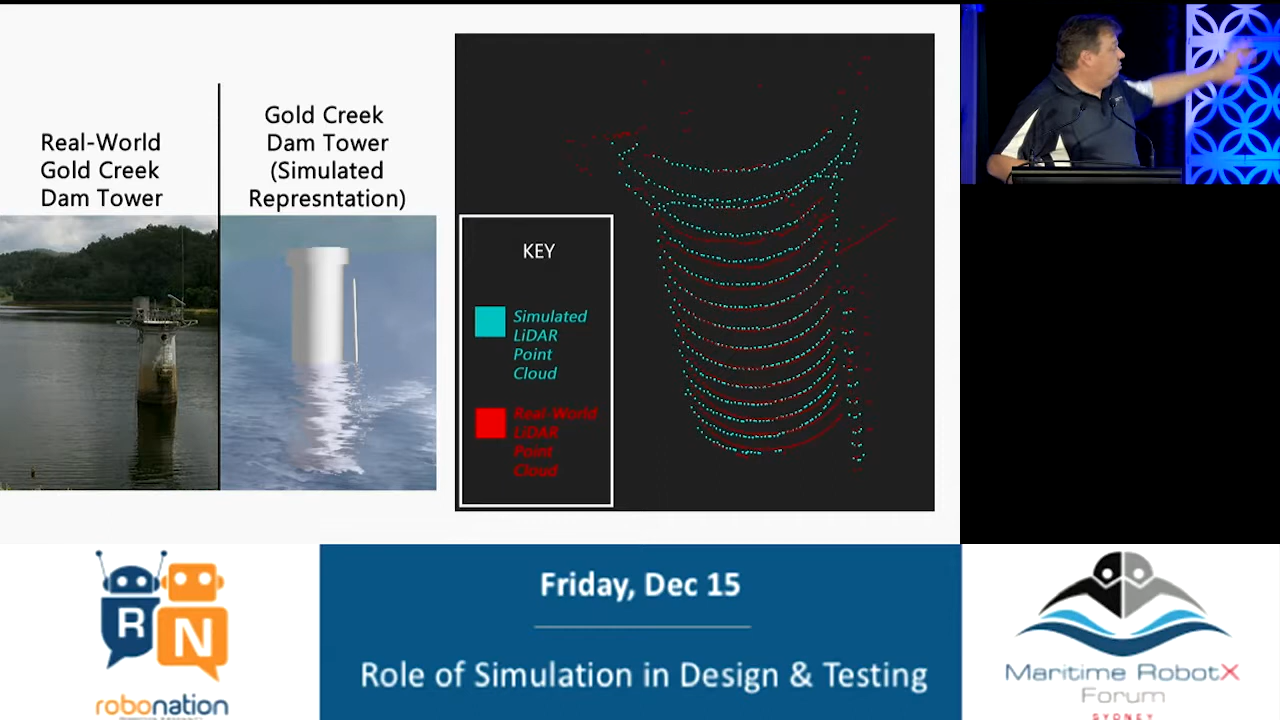 Real-World
Gold Creek
Dam Tower
Gold Creek
Dam Tower
(Simulated
Represntation)
KEY
Simulated
LiDAR
Point
Cloud
Real-World
LiDAR
Point
Cloud
Friday, Dec 15
Role of Simulation in Design & Testing
RN
robonation
Maritime RobotX
Forum
SYDNEY